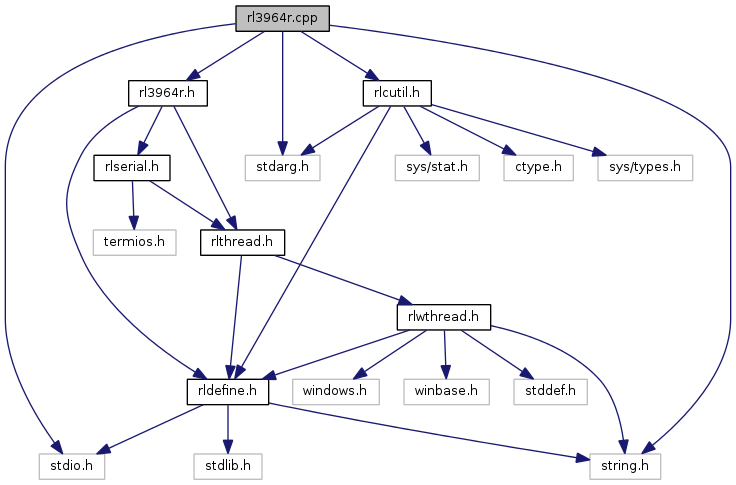 rl3964r.cpp
rl3964r.h
rlcutil.h
rlserial.h
stdarg.h
sys/stat.h
ctype.h
sys/types.h
termios.h
rlthread.h
rlwthread.h
rldefine.h
windows.h
winbase.h
stddef.h
stdio.h
stdlib.h
string.h